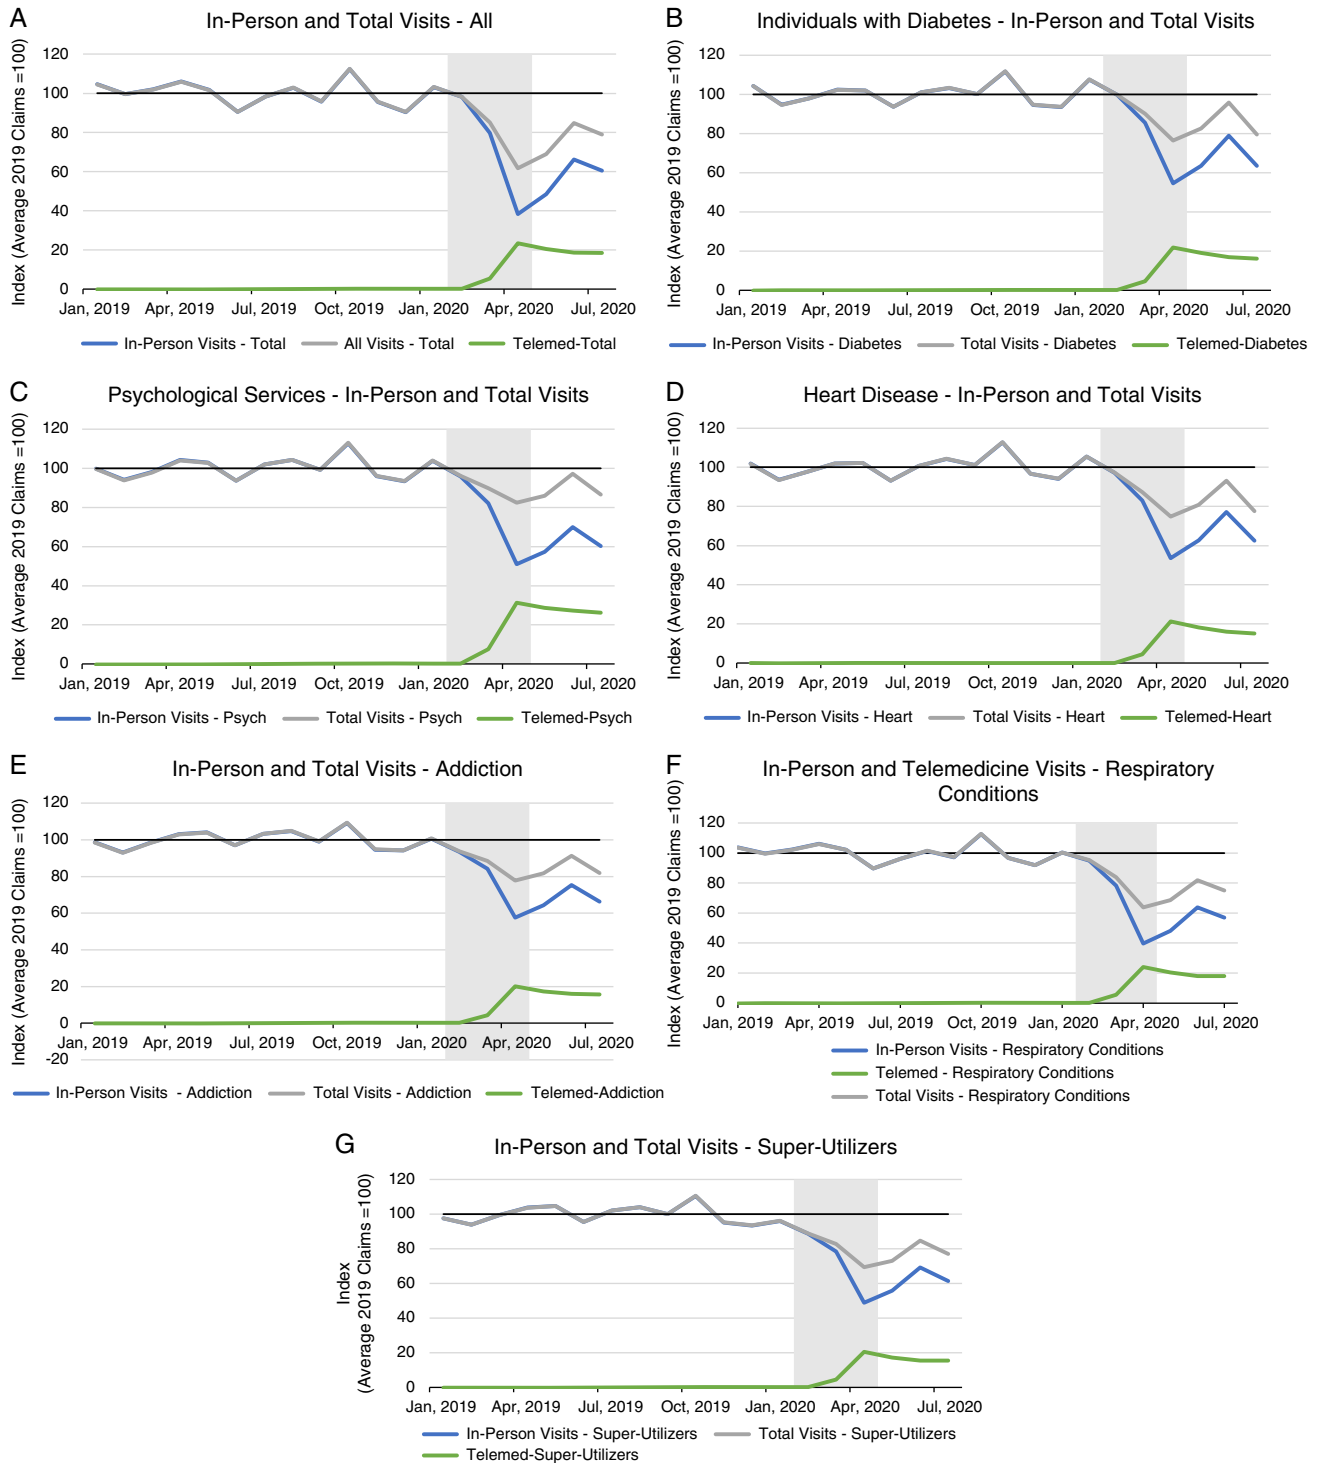 A
In-Person and Total Visits - All
Index (Average 2019 Claims =100)
120
100
80
60
40
20
0
Jan, 2019 Apr, 2019 Jul, 2019 Oct, 2019 Jan, 2020 Apr, 2020 Jul, 2020
In-Person Visits - Total All Visits - Total Telemed-Total
B
Individuals with Diabetes - In-Person and Total Visits
Index (Average 2019 Claims =100)
120
100
80
60
40
20
0
Jan, 2019 Apr, 2019 Jul, 2019 Oct, 2019 Jan, 2020 Apr, 2020 Jul, 2020
In-Person Visits - Diabetes Total Visits - Diabetes Telemed-Diabetes
C
Psychological Services - In-Person and Total Visits
Index (Average 2019 Claims =100)
120
100
80
60
40
20
0
Jan, 2019 Apr, 2019 Jul, 2019 Oct, 2019 Jan, 2020 Apr, 2020 Jul, 2020
In-Person Visits - Psych Total Visits - Psych Telemed-Psych
D
Heart Disease - In-Person and Total Visits
Index (Average 2019 Claims =100)
120
100
80
60
40
20
0
Jan, 2019 Apr, 2019 Jul, 2019 Oct, 2019 Jan, 2020 Apr, 2020 Jul, 2020
In-Person Visits - Heart Total Visits - Heart Telemed-Heart
E
In-Person and Total Visits - Addiction
Index (Average 2019 Claims =100)
120
100
80
60
40
20
0
-20
Jan, 2019 Apr, 2019 Jul, 2019 Oct, 2019 Jan, 2020 Apr, 2020 Jul, 2020
In-Person Visits - Addiction Total Visits - Addiction Telemed-Addiction
F
In-Person and Telemedicine Visits - Respiratory
Conditions
Index (Average 2019 Claims =100)
120
100
80
60
40
20
0
Jan, 2019 Apr, 2019 Jul, 2019 Oct, 2019 Jan, 2020 Apr, 2020 Jul, 2020
In-Person Visits - Respiratory Conditions
Telemed - Respiratory Conditions
Total Visits - Respiratory Conditions
G
In-Person and Total Visits - Super-Utilizers
Index
(Average 2019 Claims =100)
120
100
80
60
40
20
0
Jan, 2019 Apr, 2019 Jul, 2019 Oct, 2019 Jan, 2020 Apr, 2020 Jul, 2020
In-Person Visits - Super-Utilizers Total Visits - Super-Utilizers
Telemed-Super-Utilizers